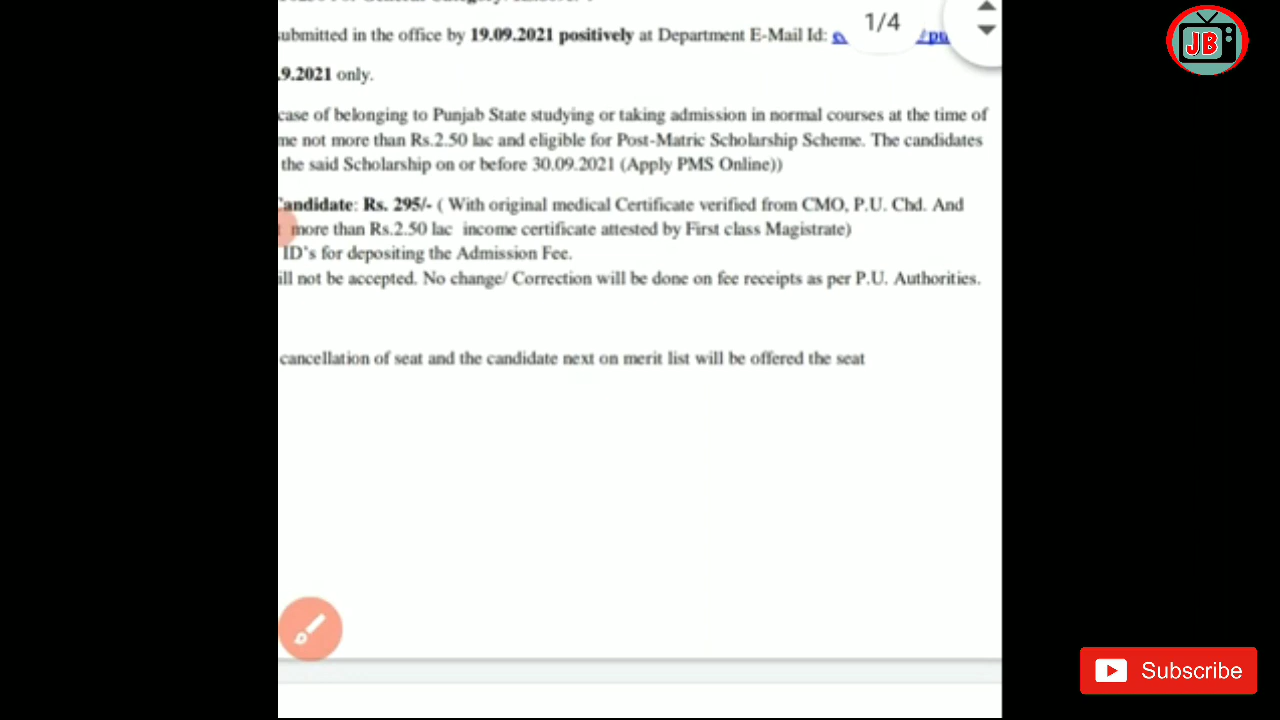 submitted in the office by 19.09.2021 positively at Department E-Mail Id:
1/4
.9.2021 only.
case of belonging to Punjab State studying or taking admission in normal courses at the time of
me not more than Rs.2.50 lac and eligible for Post-Matric Scholarship Scheme. The candidates
the said Scholarship on or before 30.09.2021 (Apply PMS Online))
Candidate: Rs. 295/- ( With original medical Certificate verified from CMO, P.U. Chd. And
more than Rs.2.50 lac income certificate attested by First class Magistrate)
ID's for depositing the Admission Fee.
ill not be accepted. No change/ Correction will be done on fee receipts as per P.U. Authorities.
cancellation of seat and the candidate next on merit list will be offered the seat
JB
Subscribe